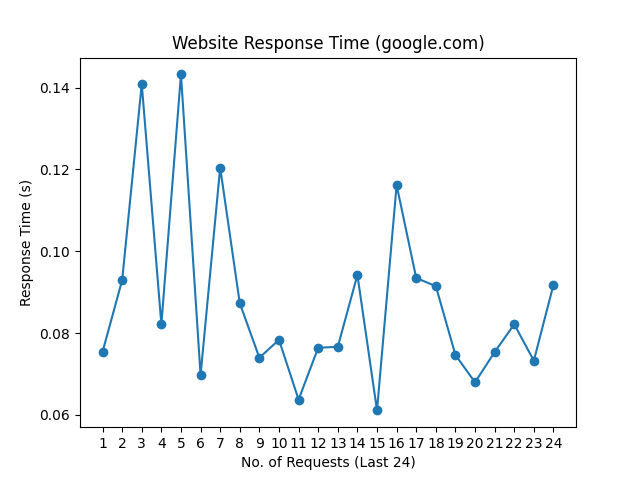 Website Response Time (google.com)
0.14
0.12
0.10
0.08
0.06
Response Time (s)
1 2 3 4 5 6 7 8 9 10 11 12 13 14 15 16 17 18 19 20 21 22 23 24
No. of Requests (Last 24)